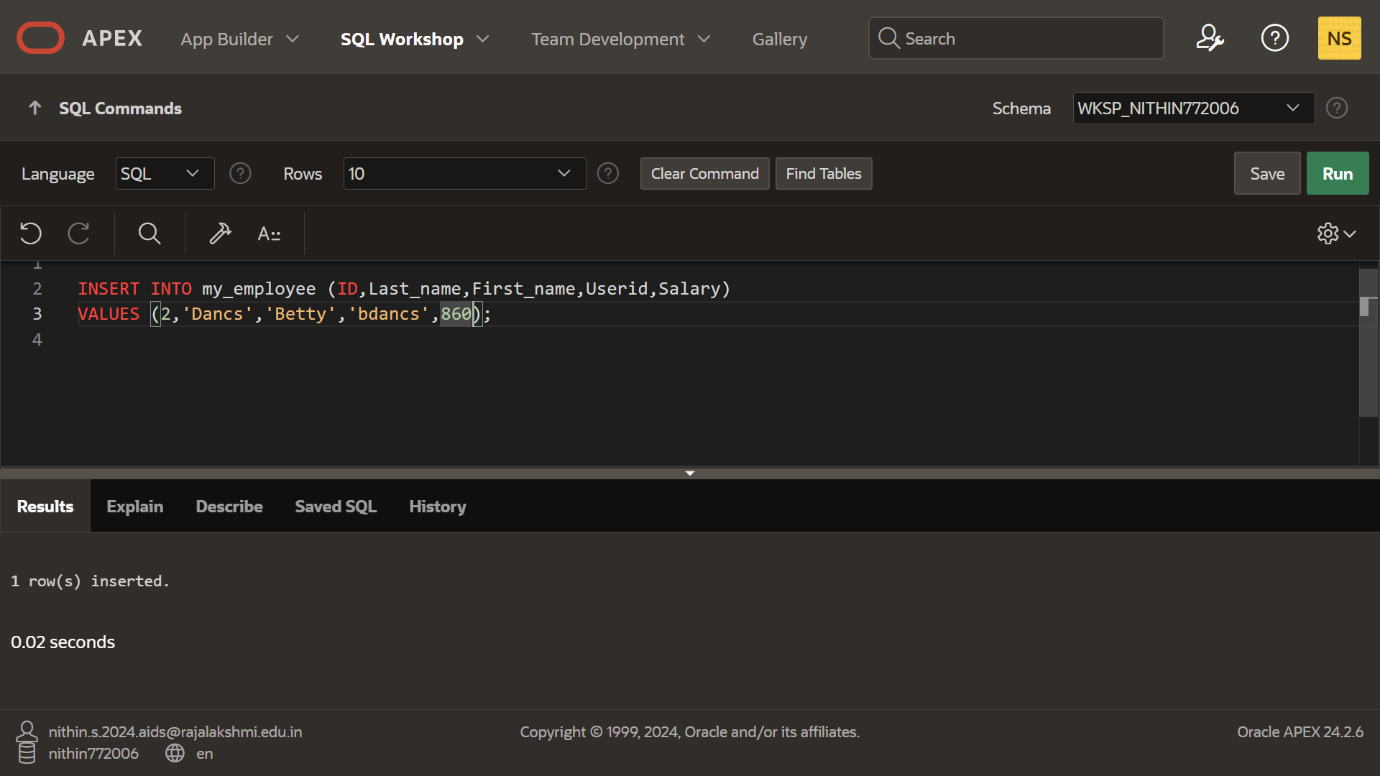 APEX App Builder SQL Workshop Team Development Gallery Search NS
SQL Commands Schema WKSP_NITHIN772006
Language SQL Rows 10 Clear Command Find Tables Save Run
1
2 INSERT INTO my_employee (ID,Last_name,First_name,Userid,Salary)
3 VALUES (2,'Dancs','Betty','bdancs',860);
4
Results Explain Describe Saved SQL History
1 row(s) inserted.
0.02 seconds
nithin.s.2024.aids@rajalakshmi.edu.in Copyright © 1999, 2024, Oracle and/or its affiliates. Oracle APEX 24.2.6
nithin772006 en